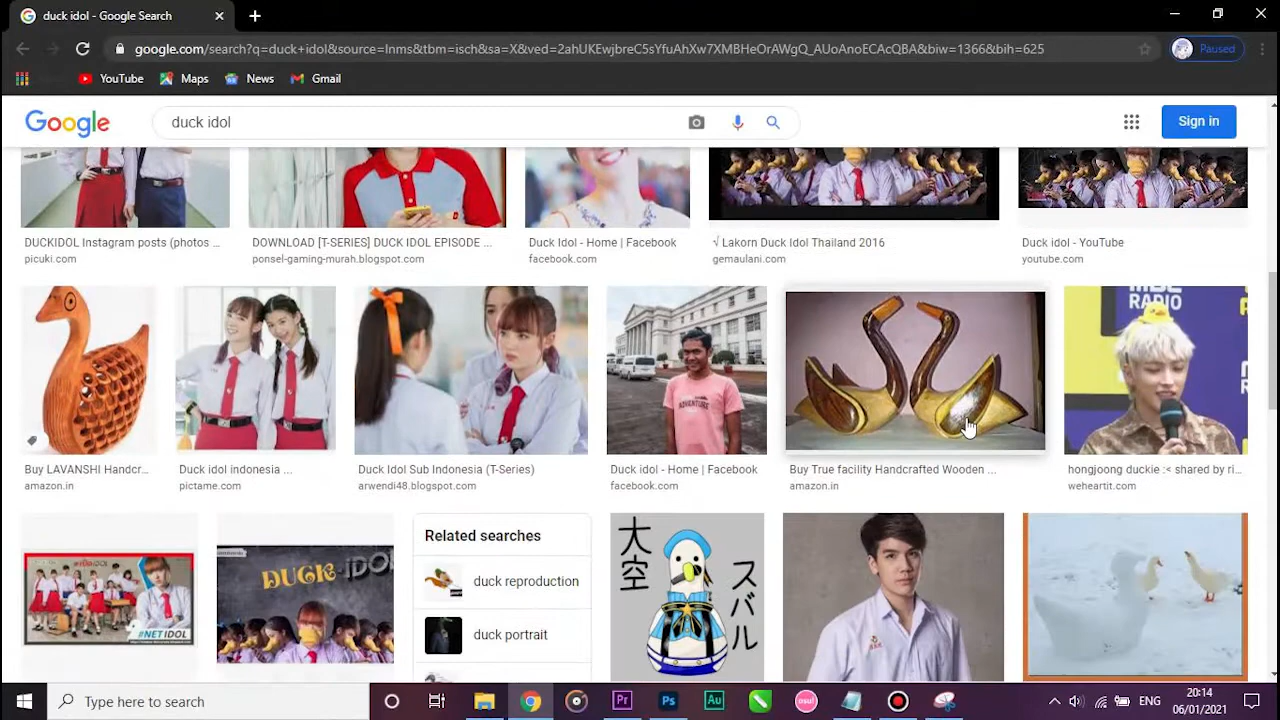 duck idol - Google Search
google.com/search?q=duck+idol&source=lnms&tbm=isch&sa=X&ved=2ahUKEwjbreC5sYfuAhXw7XMBHeOrAWgQ_AUoAnoECAcQBA&biw=1366&bih=625
Paused
YouTube Maps News Gmail
Google duck idol Sign in
DUCKIDOL Instagram posts (photos ...
picuki.com
DOWNLOAD [T-SERIES] DUCK IDOL EPISODE ...
ponsel-gaming-murah.blogspot.com
Duck Idol - Home | Facebook
facebook.com
√ Lakorn Duck Idol Thailand 2016
gemaulani.com
Duck idol - YouTube
youtube.com
RADIO
ADVENTURE
Buy LAVANSHI Handcr...
amazon.in
Duck idol indonesia ...
pictame.com
Duck Idol Sub Indonesia (T-Series)
arwendi48.blogspot.com
Duck idol - Home | Facebook
facebook.com
Buy True facility Handcrafted Wooden ...
amazon.in
hongjoong duckie :< shared by ri...
weheartit.com
#NETIDOL
DUCK-IDOL
Related searches
duck reproduction
duck portrait
大空
スバル
Type here to search
Pr
Ps
Au
osu!
ENG
20:14
06/01/2021